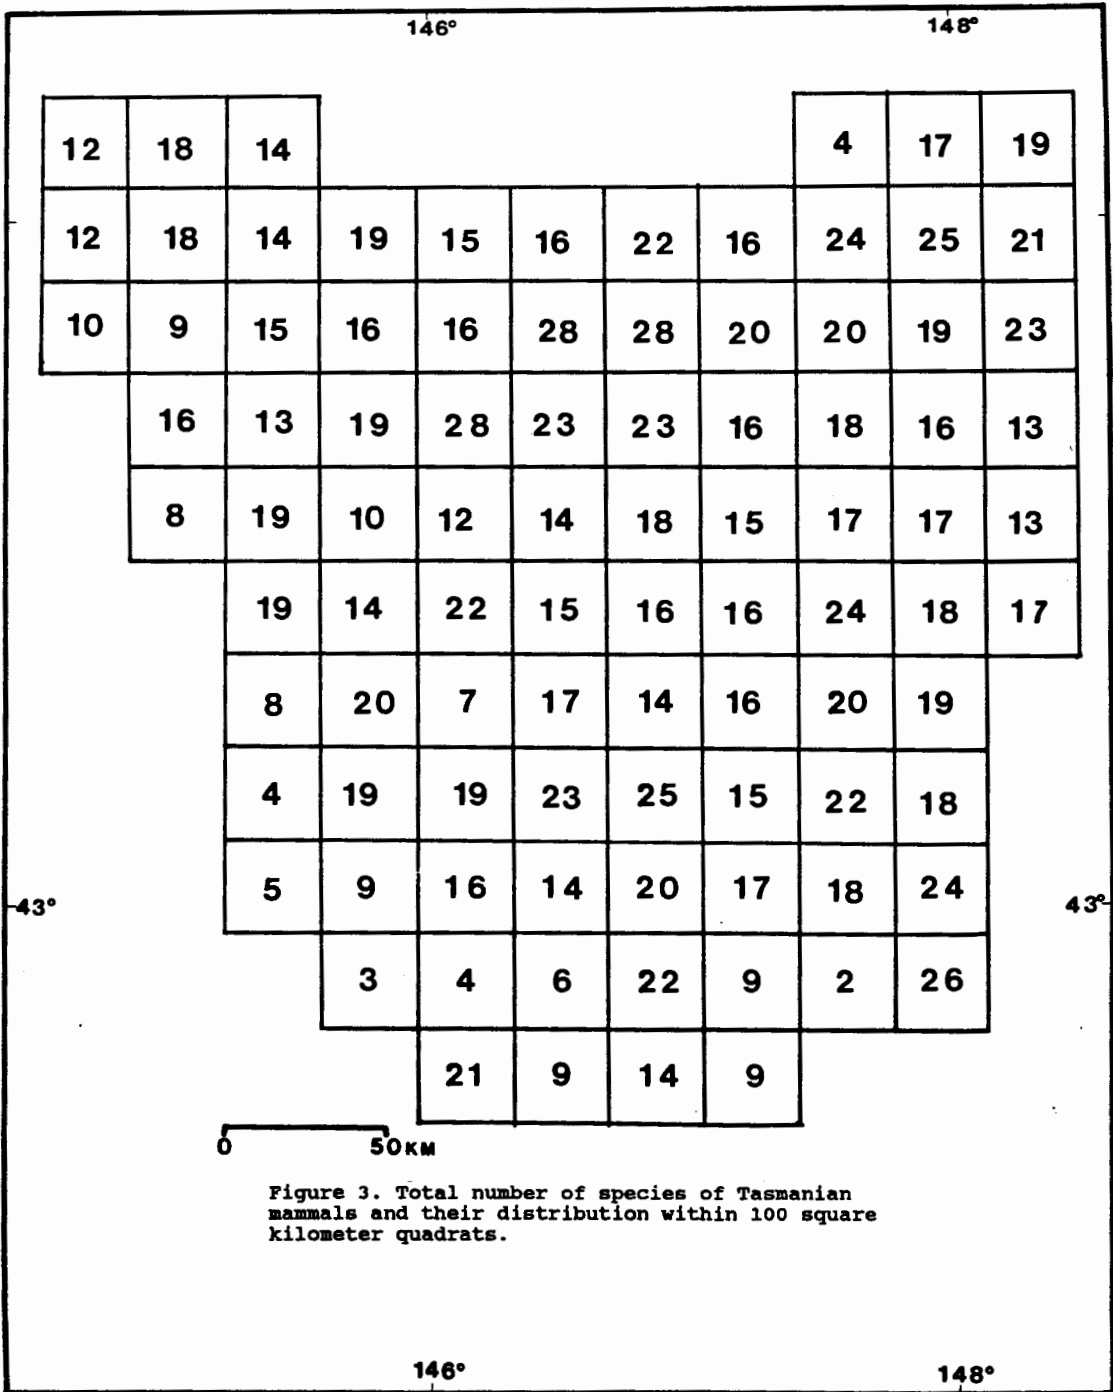 146° 148°
12 18 14 4 17 19
12 18 14 19 15 16 22 16 24 25 21
10 9 15 16 16 28 28 20 20 19 23
16 13 19 28 23 23 16 18 16 13
8 19 10 12 14 18 15 17 17 13
19 14 22 15 16 16 24 18 17
8 20 7 17 14 16 20 19
4 19 19 23 25 15 22 18
5 9 16 14 20 17 18 24
43° 43°
3 4 6 22 9 2 26
21 9 14 9
0 50KM
Figure 3. Total number of species of Tasmanian
mammals and their distribution within 100 square
kilometer quadrats.
146° 148°